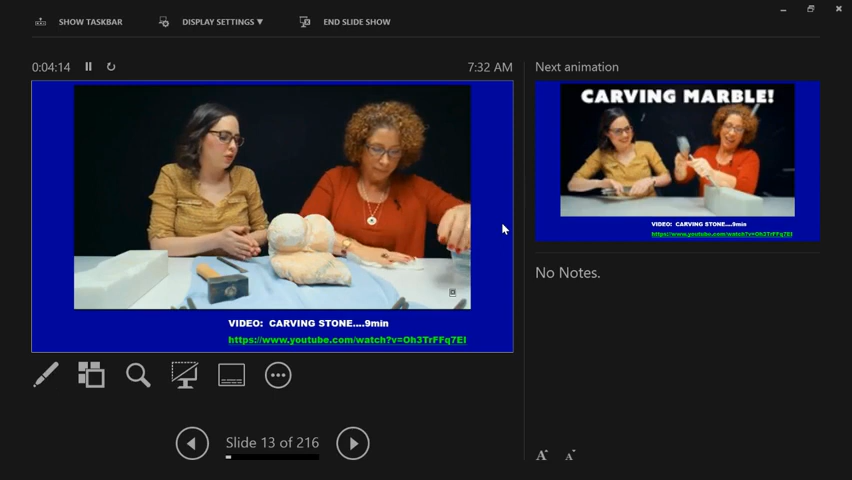 SHOW TASKBAR
DISPLAY SETTINGS ▼
END SLIDE SHOW
0:04:14
7:32 AM
VIDEO: CARVING STONE....9min
https://www.youtube.com/watch?v=Oh3TrFFq7EI
Slide 13 of 216
Next animation
CARVING MARBLE!
VIDEO: CARVING STONE....9min
https://www.youtube.com/watch?v=Oh3TrFFq7EI
No Notes.
A A